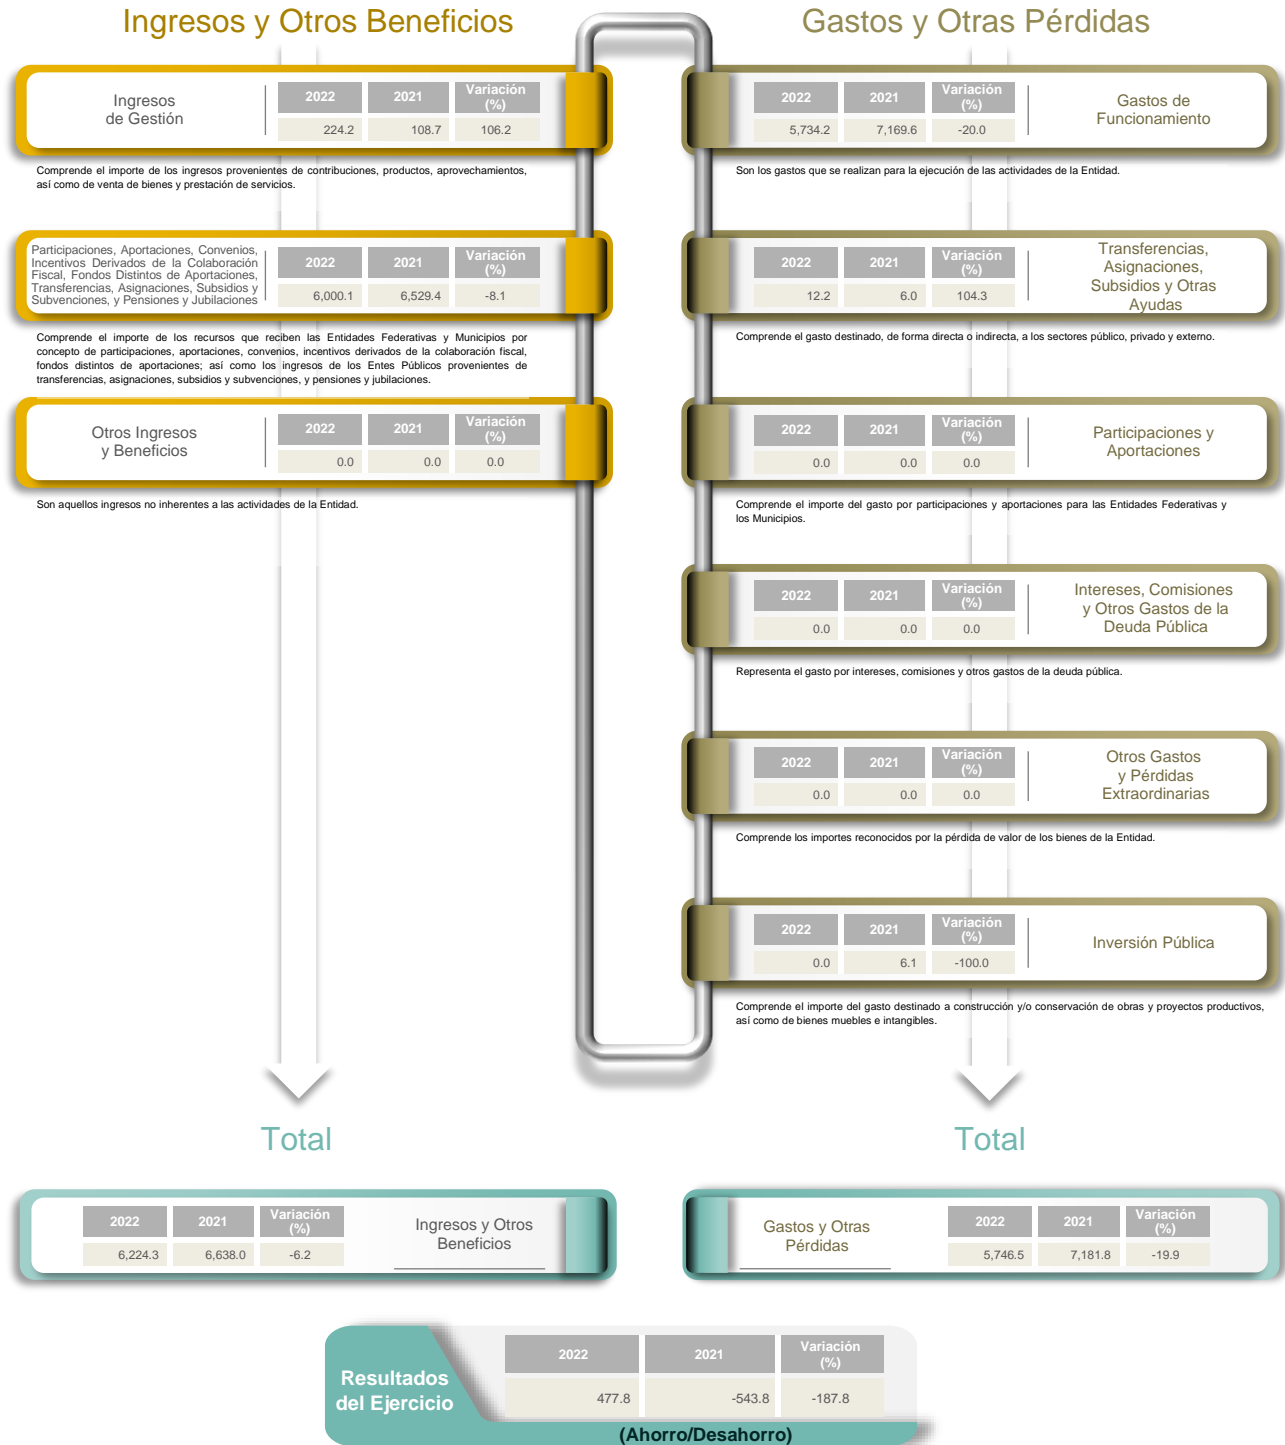 Ingresos y Otros Beneficios
Ingresos
de Gestión
2022 2021 Variación
(%)
224.2 108.7 106.2
Comprende el importe de los ingresos provenientes de contribuciones, productos, aprovechamientos,
así como de venta de bienes y prestación de servicios.
Participaciones, Aportaciones, Convenios,
Incentivos Derivados de la Colaboración
Fiscal, Fondos Distintos de Aportaciones,
Transferencias, Asignaciones, Subsidios y
Subvenciones, y Pensiones y Jubilaciones
2022 2021 Variación
(%)
6,000.1 6,529.4 -8.1
Comprende el importe de los recursos que reciben las Entidades Federativas y Municipios por
concepto de participaciones, aportaciones, convenios, incentivos derivados de la colaboración fiscal,
fondos distintos de aportaciones; así como los ingresos de los Entes Públicos provenientes de
transferencias, asignaciones, subsidios y subvenciones, y pensiones y jubilaciones.
Otros Ingresos
y Beneficios
2022 2021 Variación
(%)
0.0 0.0 0.0
Son aquellos ingresos no inherentes a las actividades de la Entidad.
Gastos y Otras Pérdidas
2022 2021 Variación
(%)
5,734.2 7,169.6 -20.0
Gastos de
Funcionamiento
Son los gastos que se realizan para la ejecución de las actividades de la Entidad.
2022 2021 Variación
(%)
12.2 6.0 104.3
Transferencias,
Asignaciones,
Subsidios y Otras
Ayudas
Comprende el gasto destinado, de forma directa o indirecta, a los sectores público, privado y externo.
2022 2021 Variación
(%)
0.0 0.0 0.0
Participaciones y
Aportaciones
Comprende el importe del gasto por participaciones y aportaciones para las Entidades Federativas y
los Municipios.
2022 2021 Variación
(%)
0.0 0.0 0.0
Intereses, Comisiones
y Otros Gastos de la
Deuda Pública
Representa el gasto por intereses, comisiones y otros gastos de la deuda pública.
2022 2021 Variación
(%)
0.0 0.0 0.0
Otros Gastos
y Pérdidas
Extraordinarias
Comprende los importes reconocidos por la pérdida de valor de los bienes de la Entidad.
2022 2021 Variación
(%)
0.0 6.1 -100.0
Inversión Pública
Comprende el importe del gasto destinado a construcción y/o conservación de obras y proyectos productivos,
así como de bienes muebles e intangibles.
Total
2022 2021 Variación
(%)
6,224.3 6,638.0 -6.2
Ingresos y Otros
Beneficios
Total
Gastos y Otras
Pérdidas
2022 2021 Variación
(%)
5,746.5 7,181.8 -19.9
Resultados
del Ejercicio
2022 2021 Variación
(%)
477.8 -543.8 -187.8
(Ahorro/Desahorro)